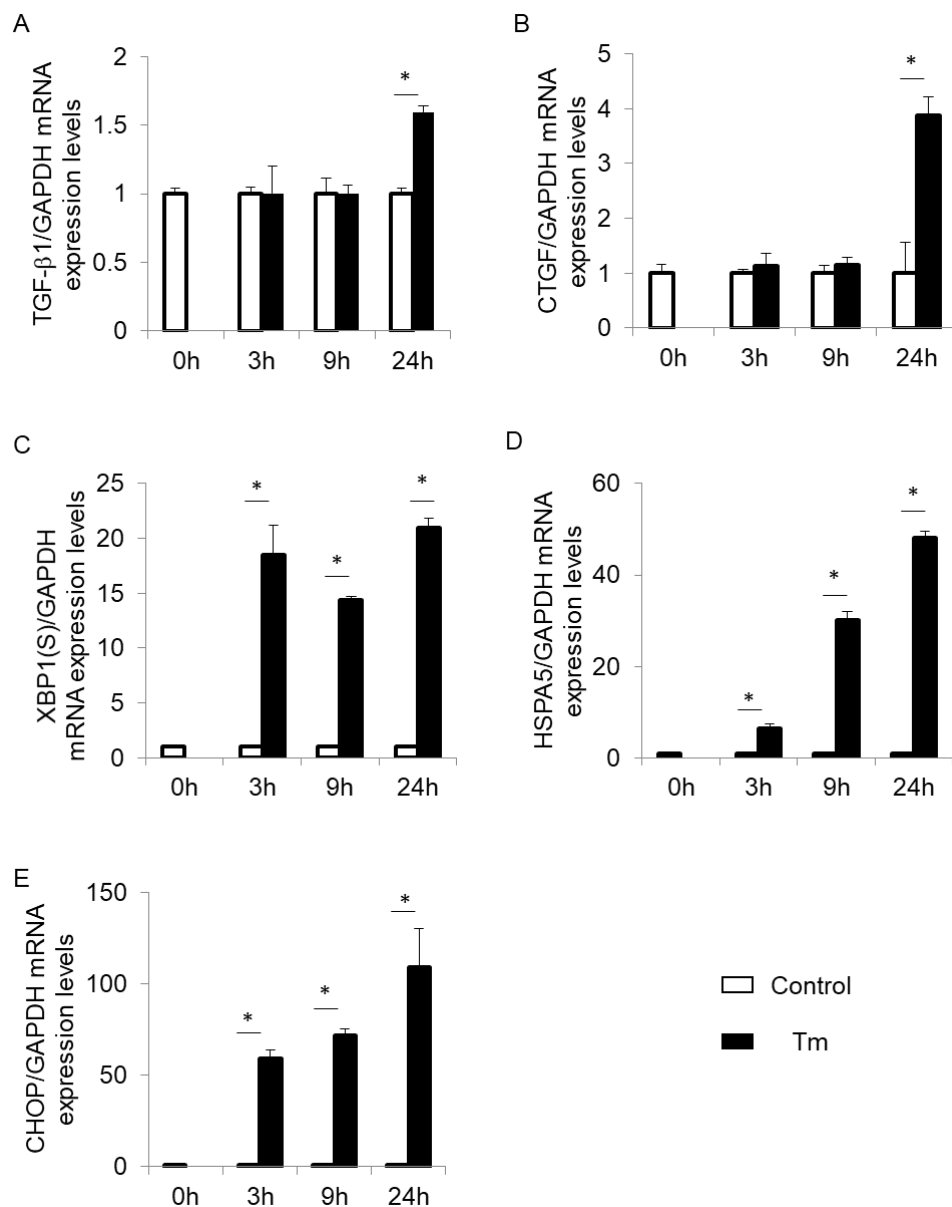 A
TGF-β1/GAPDH mRNA
expression levels
2
1.5
1
0.5
0
*
0h 3h 9h 24h
B
CTGF/GAPDH mRNA
expression levels
5
4
3
2
1
0
*
0h 3h 9h 24h
C
XBP1(S)/GAPDH
mRNA expression levels
25
20
15
10
5
0
* * *
0h 3h 9h 24h
D
HSPA5/GAPDH mRNA
expression levels
60
40
20
0
* * *
0h 3h 9h 24h
E
CHOP/GAPDH mRNA
expression levels
150
100
50
0
* * *
0h 3h 9h 24h
Control
Tm